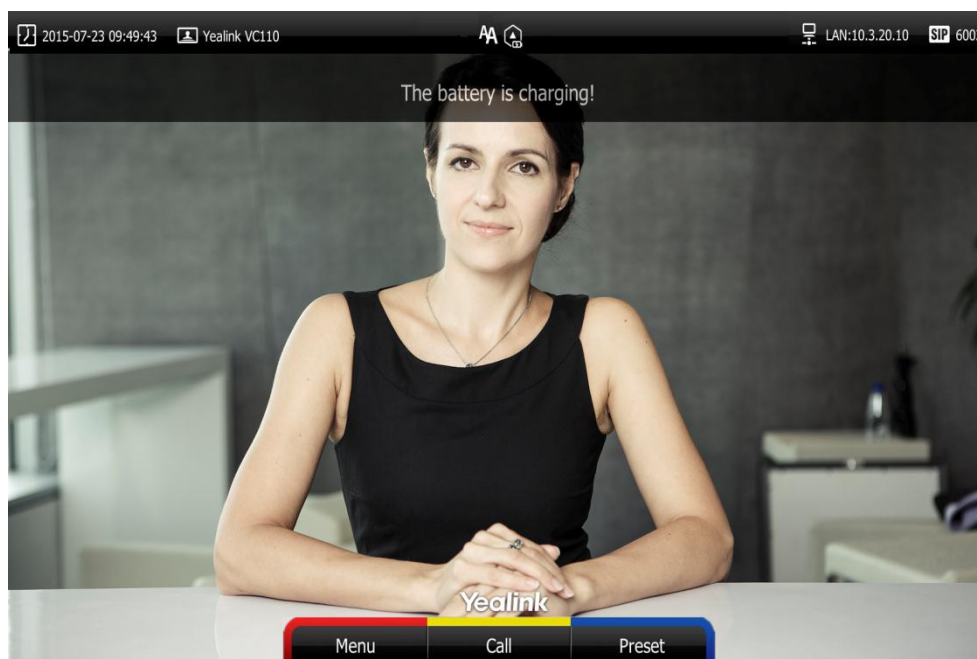 2015-07-23 09:49:43 Yealink VC110 AA LAN:10.3.20.10 SIP 600
The battery is charging!
Yealink
Menu Call Preset